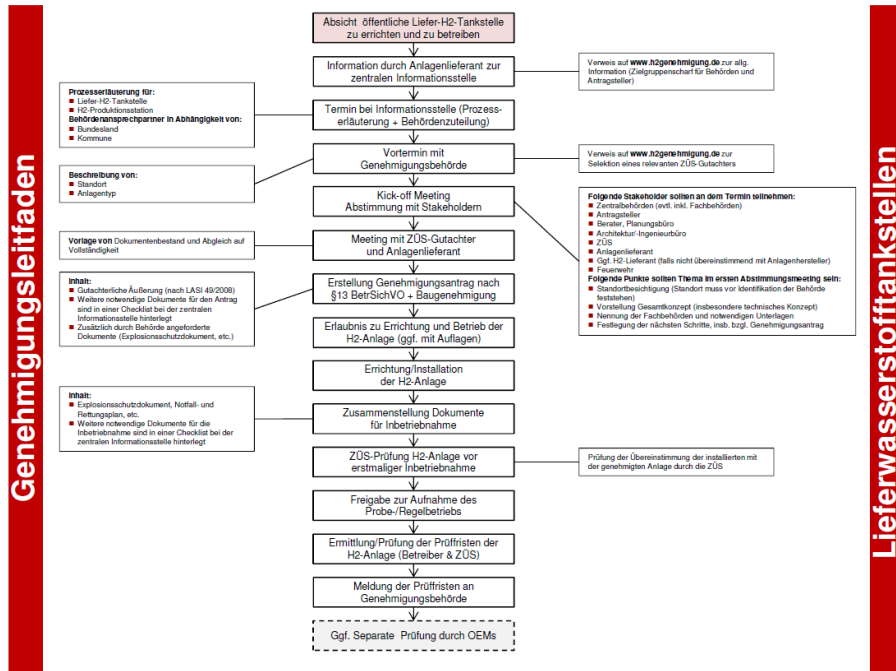 Genehmigungsleitfaden
Absicht öffentliche Liefer-H2-Tankstelle
zu errichten und zu betreiben
Information durch Anlagenlieferant zur
zentralen Informationsstelle
Verweis auf www.h2genehmigung.de zur allg.
Information (Zielgruppenscharf für Behörden und
Antragsteller)
Prozesserläuterung für:
Liefer-H2-Tankstelle
H2-Produktionsstation
Behördenansprechpartner in Abhängigkeit von:
Bundesland
Kommune
Termin bei Informationsstelle (Prozess-
erläuterung + Behördenzuteilung)
Vortermin mit
Genehmigungsbehörde
Verweis auf www.h2genehmigung.de zur
Selektion eines relevanten ZÜS-Gutachters
Beschreibung von:
Standort
Anlagentyp
Kick-off Meeting
Abstimmung mit Stakeholdern
Folgende Stakeholder sollten an dem Termin teilnehmen:
Zentralbehörden (evtl. inkl. Fachbehörden)
Antragsteller
Berater, Planungsbüro
Architektur/-Ingenieurbüro
ZÜS
Anlagenlieferant
Ggf. H2-Lieferant (falls nicht übereinstimmend mit Anlagenhersteller)
Feuerwehr
Folgende Punkte sollten Thema im ersten Abstimmungsmeeting sein:
Standortbesichtigung (Standort muss vor Identifikation der Behörde
feststehen)
Vorstellung Gesamtkonzept (insbesondere technisches Konzept)
Nennung der Fachbehörden und notwendigen Unterlagen
Festlegung der nächsten Schritte, insb. bzgl. Genehmigungsantrag
Vorlage von Dokumentenbestand und Abgleich auf
Vollständigkeit
Meeting mit ZÜS-Gutachter
und Anlagenlieferant
Inhalt:
Gutachterliche Äußerung (nach LASI 49/2008)
Weitere notwendige Dokumente für den Antrag
sind in einer Checklist bei der zentralen
Informationsstelle hinterlegt
Zusätzlich durch Behörde angeforderte
Dokumente (Explosionsschutzdokument, etc.)
Erstellung Genehmigungsantrag nach
§13 BetrSichVO + Baugenehmigung
Erlaubnis zu Errichtung und Betrieb der
H2-Anlage (ggf. mit Auflagen)
Errichtung/Installation
der H2-Anlage
Inhalt:
Explosionsschutzdokument, Notfall- und
Rettungsplan, etc.
Weitere notwendige Dokumente für die
Inbetriebnahme sind in einer Checklist bei der
zentralen Informationsstelle hinterlegt
Zusammenstellung Dokumente
für Inbetriebnahme
ZÜS-Prüfung H2-Anlage vor
erstmaliger Inbetriebnahme
Prüfung der Übereinstimmung der installierten mit
der genehmigten Anlage durch die ZÜS
Freigabe zur Aufnahme des
Probe-/Regelbetriebs
Ermittlung/Prüfung der Prüffristen der
H2-Anlage (Betreiber & ZÜS)
Meldung der Prüffristen an
Genehmigungsbehörde
Ggf. Separate Prüfung durch OEMs
Lieferwasserstofftankstellen